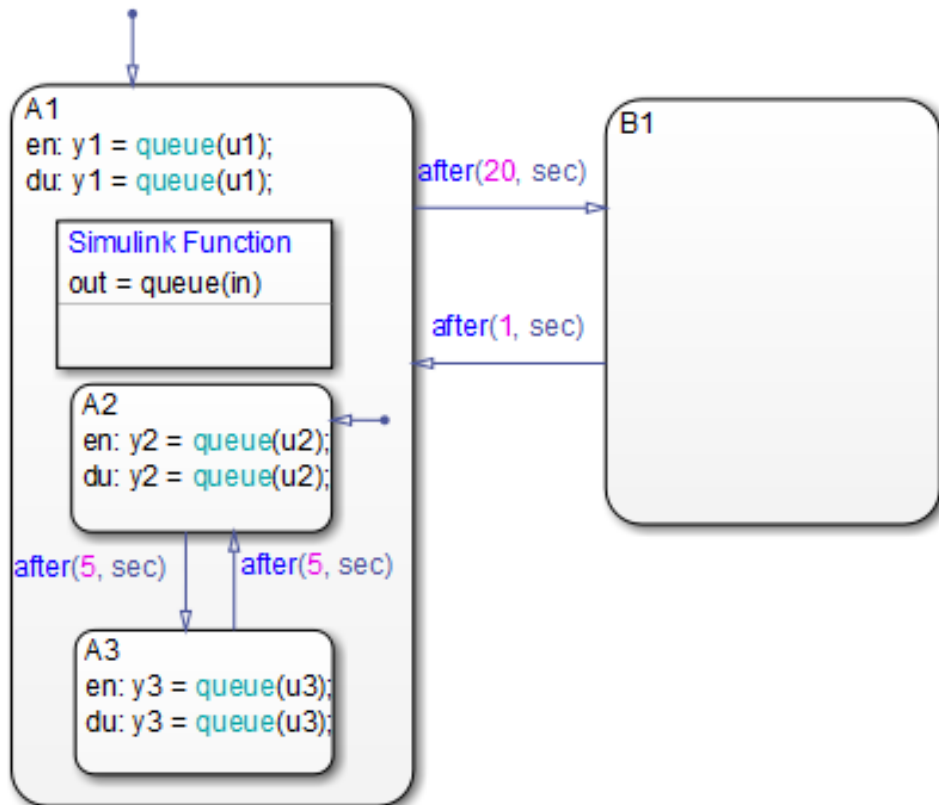 A1
en: y1 = queue(u1);
du: y1 = queue(u1);
Simulink Function
out = queue(in)
A2
en: y2 = queue(u2);
du: y2 = queue(u2);
after(5, sec)
after(5, sec)
A3
en: y3 = queue(u3);
du: y3 = queue(u3);
after(20, sec)
after(1, sec)
B1